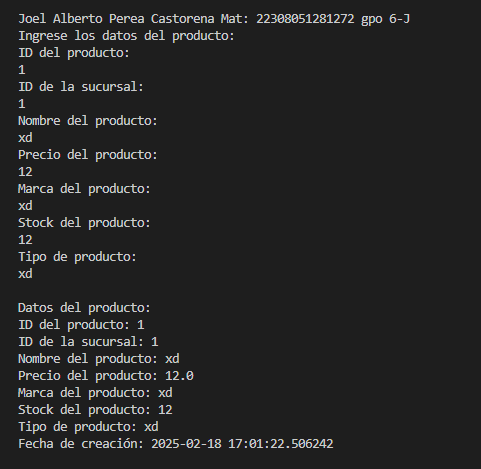 Joel Alberto Perea Castorena Mat: 22308051281272 gpo 6-J
Ingrese los datos del producto:
ID del producto:
1
ID de la sucursal:
1
Nombre del producto:
xd
Precio del producto:
12
Marca del producto:
xd
Stock del producto:
12
Tipo de producto:
xd
Datos del producto:
ID del producto: 1
ID de la sucursal: 1
Nombre del producto: xd
Precio del producto: 12.0
Marca del producto: xd
Stock del producto: 12
Tipo de producto: xd
Fecha de creación: 2025-02-18 17:01:22.506242